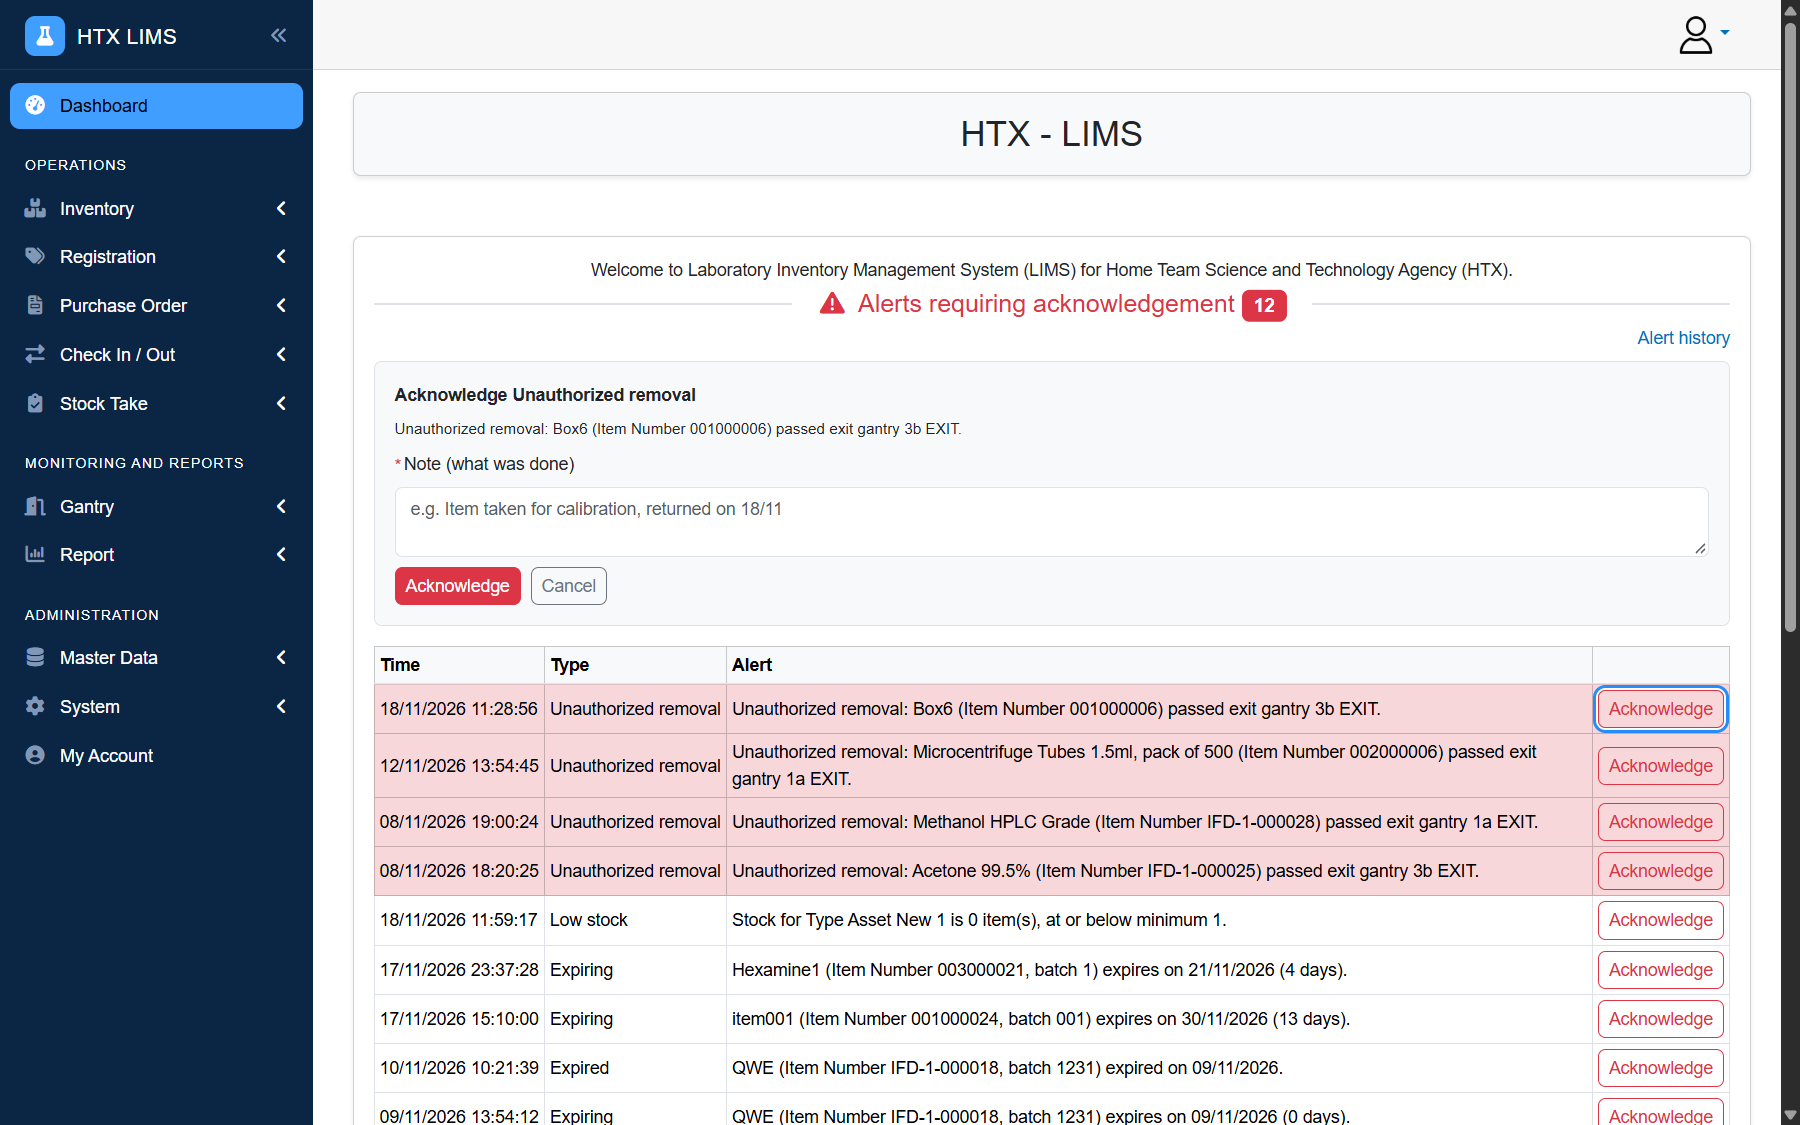 HTX LIMS
Dashboard
OPERATIONS
Inventory
Registration
Purchase Order
Check In / Out
Stock Take
MONITORING AND REPORTS
Gantry
Report
ADMINISTRATION
Master Data
System
My Account
HTX - LIMS
Welcome to Laboratory Inventory Management System (LIMS) for Home Team Science and Technology Agency (HTX).
Alerts requiring acknowledgement 12
Alert history
Acknowledge Unauthorized removal
Unauthorized removal: Box6 (Item Number 001000006) passed exit gantry 3b EXIT.
* Note (what was done)
e.g. Item taken for calibration, returned on 18/11
Acknowledge Cancel
Time Type Alert
18/11/2026 11:28:56 Unauthorized removal Unauthorized removal: Box6 (Item Number 001000006) passed exit gantry 3b EXIT. Acknowledge
12/11/2026 13:54:45 Unauthorized removal Unauthorized removal: Microcentrifuge Tubes 1.5ml, pack of 500 (Item Number 002000006) passed exit
gantry 1a EXIT. Acknowledge
08/11/2026 19:00:24 Unauthorized removal Unauthorized removal: Methanol HPLC Grade (Item Number IFD-1-000028) passed exit gantry 1a EXIT. Acknowledge
08/11/2026 18:20:25 Unauthorized removal Unauthorized removal: Acetone 99.5% (Item Number IFD-1-000025) passed exit gantry 3b EXIT. Acknowledge
18/11/2026 11:59:17 Low stock Stock for Type Asset New 1 is 0 item(s), at or below minimum 1. Acknowledge
17/11/2026 23:37:28 Expiring Hexamine1 (Item Number 003000021, batch 1) expires on 21/11/2026 (4 days). Acknowledge
17/11/2026 15:10:00 Expiring item001 (Item Number 001000024, batch 001) expires on 30/11/2026 (13 days). Acknowledge
10/11/2026 10:21:39 Expired QWE (Item Number IFD-1-000018, batch 1231) expired on 09/11/2026. Acknowledge
09/11/2026 13:54:12 Expiring QWE (Item Number IFD-1-000018, batch 1231) expires on 09/11/2026 (0 days). Acknowledge